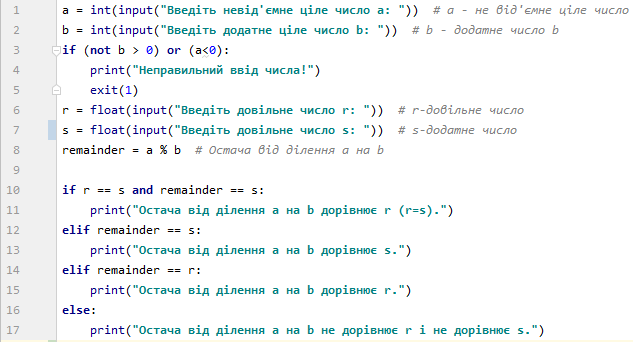 1 a = int(input("Введіть невід'ємне ціле число a: "))  # a - не від'ємне ціле число
2 b = int(input("Введіть додатне ціле число b: "))  # b - додатне число b
3 if (not b > 0) or (a<0):
4     print("Неправильний ввід числа!")
5     exit(1)
6 r = float(input("Введіть довільне число r: "))  # r-довільне число
7 s = float(input("Введіть довільне число s: "))  # s-додатне число
8 remainder = a % b  # Остача від ділення a на b
9
10 if r == s and remainder == s:
11     print("Остача від ділення a на b дорівнює r (r=s).")
12 elif remainder == s:
13     print("Остача від ділення a на b дорівнює s.")
14 elif remainder == r:
15     print("Остача від ділення a на b дорівнює r.")
16 else:
17     print("Остача від ділення a на b не дорівнює r і не дорівнює s.")